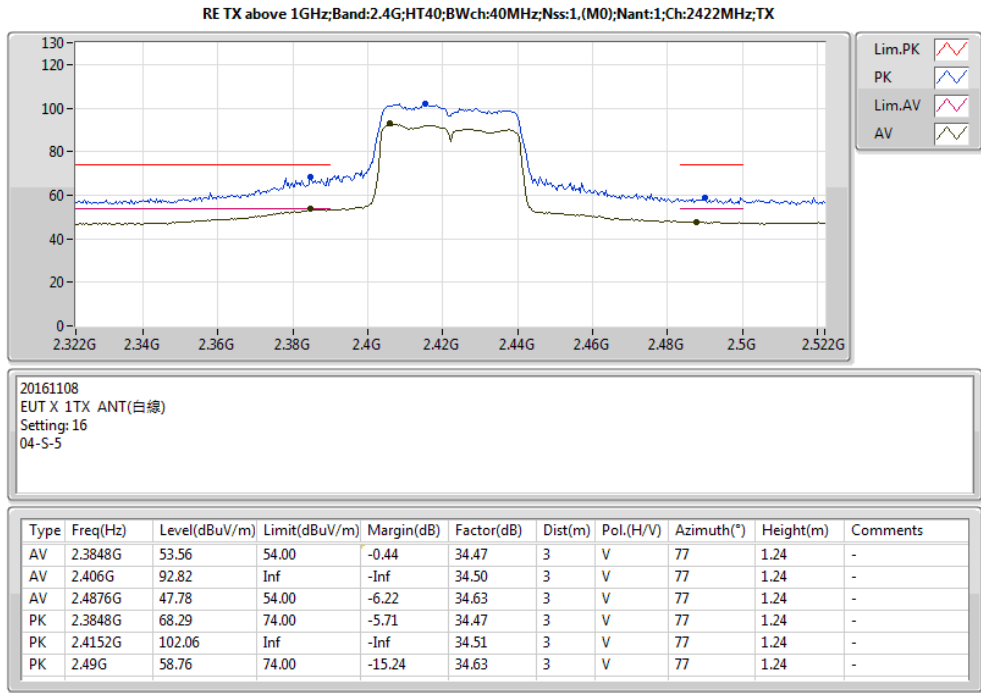 RE TX above 1GHz;Band:2.4G;HT40;BWch:40MHz;Nss:1,(M0);Nant:1;Ch:2422MHz;TX
130
120
100
80
60
40
20
0
2.322G 2.34G 2.36G 2.38G 2.4G 2.42G 2.44G 2.46G 2.48G 2.5G 2.522G
Lim.PK
PK
Lim.AV
AV
20161108
EUT X 1TX ANT(白線)
Setting: 16
04-S-5
Type Freq(Hz) Level(dBuV/m) Limit(dBuV/m) Margin(dB) Factor(dB) Dist(m) Pol.(H/V) Azimuth(°) Height(m) Comments
AV 2.3848G 53.56 54.00 -0.44 34.47 3 V 77 1.24 -
AV 2.406G 92.82 Inf -Inf 34.50 3 V 77 1.24 -
AV 2.4876G 47.78 54.00 -6.22 34.63 3 V 77 1.24 -
PK 2.3848G 68.29 74.00 -5.71 34.47 3 V 77 1.24 -
PK 2.4152G 102.06 Inf -Inf 34.51 3 V 77 1.24 -
PK 2.49G 58.76 74.00 -15.24 34.63 3 V 77 1.24 -